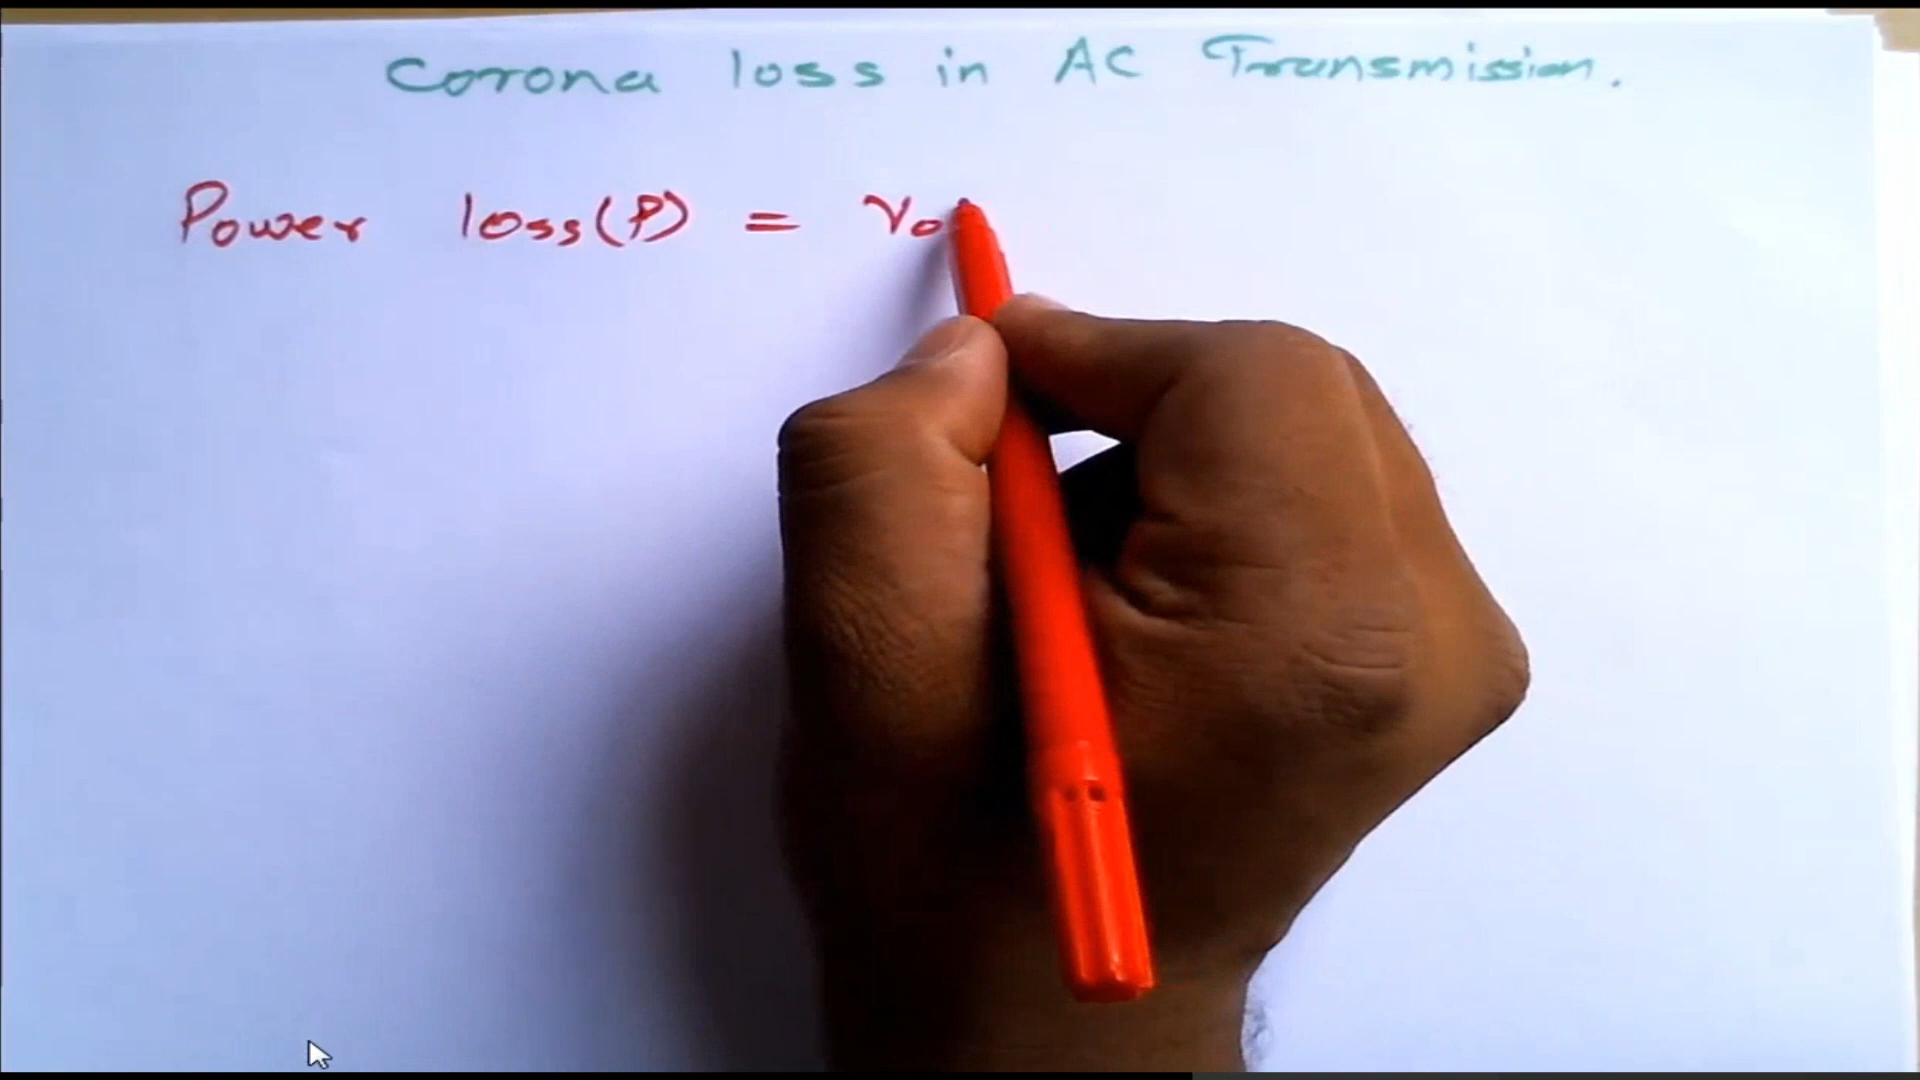 Corona loss in AC Transmission.
Power loss(P) = Vo